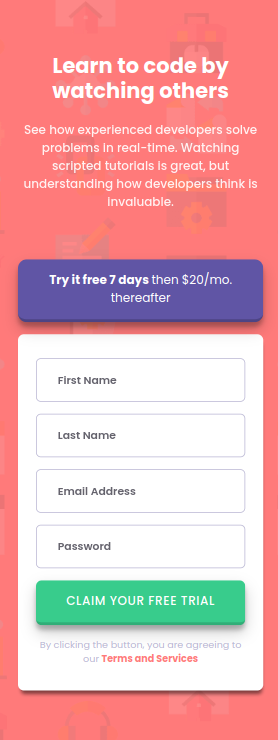 Learn to code by
watching others
See how experienced developers solve
problems in real-time. Watching
scripted tutorials is great, but
understanding how developers think is
invaluable.
Try it free 7 days then $20/mo.
thereafter
First Name
Last Name
Email Address
Password
CLAIM YOUR FREE TRIAL
By clicking the button, you are agreeing to
our Terms and Services